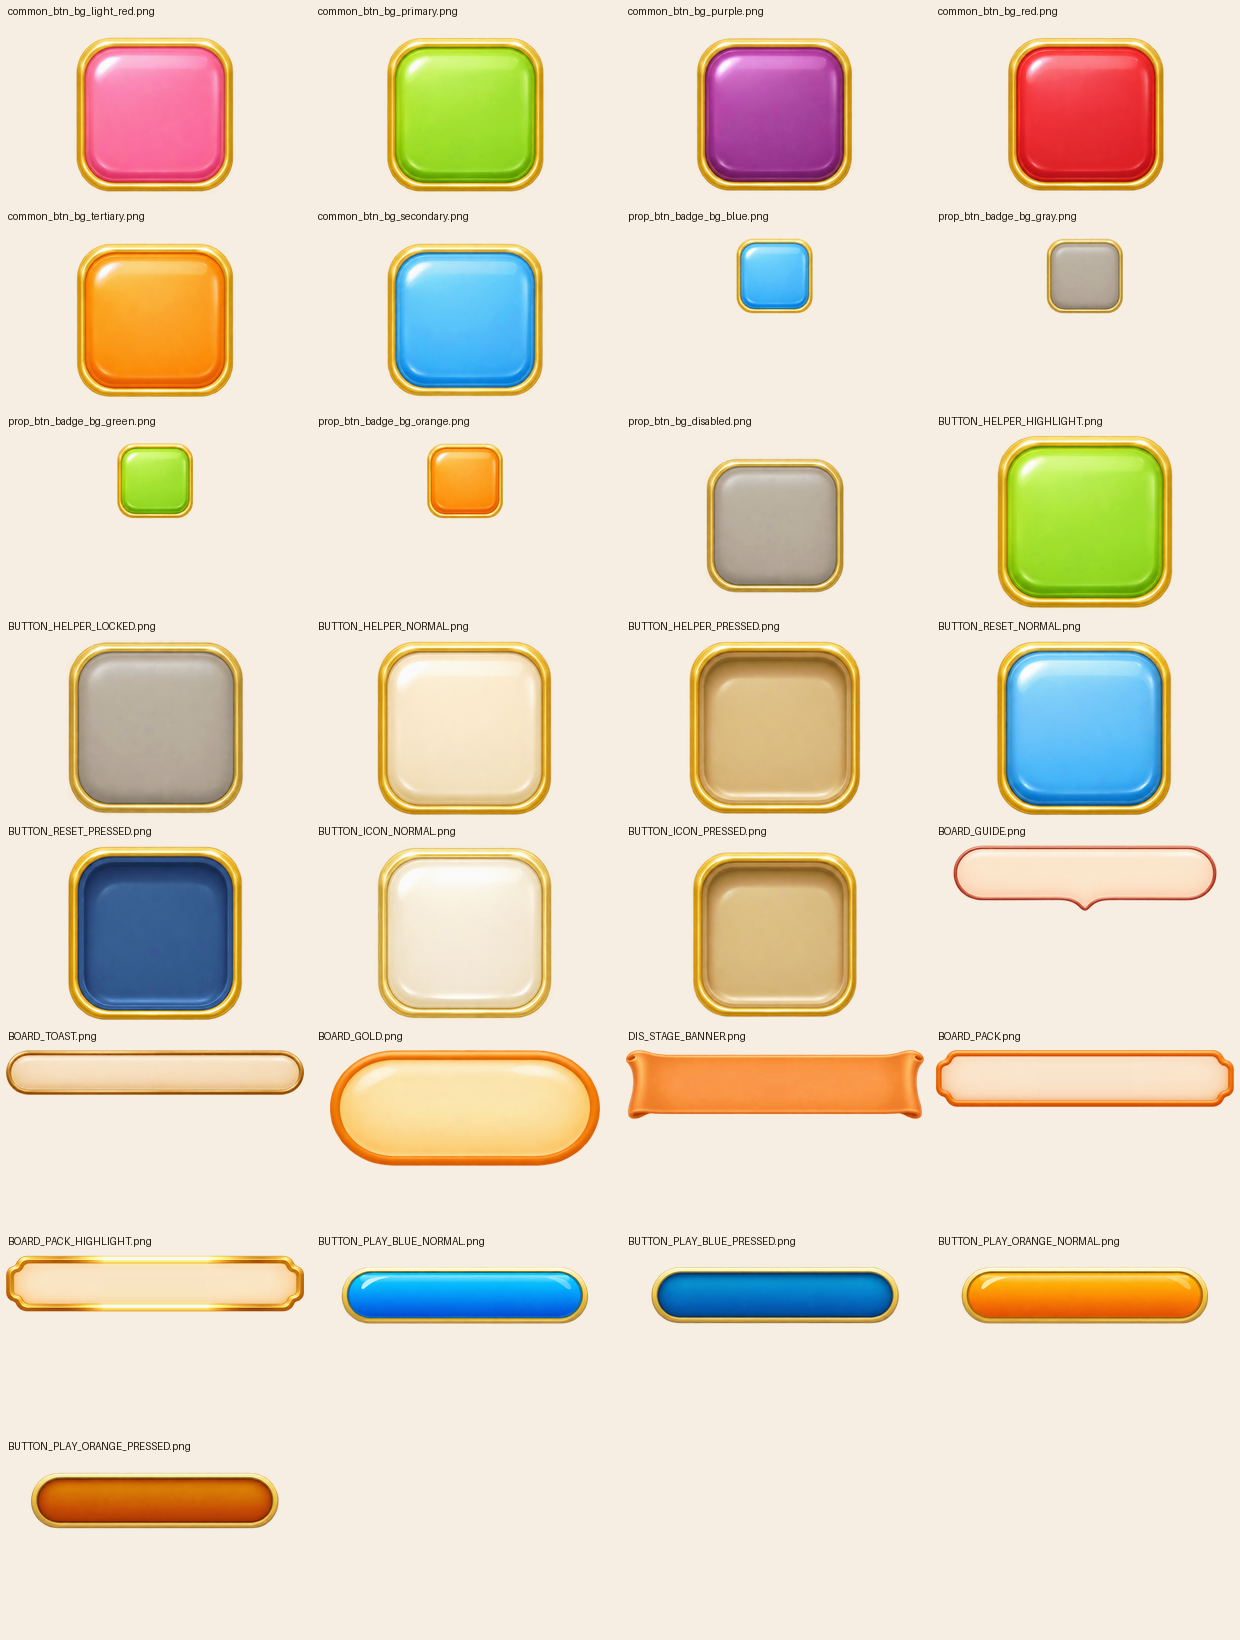 common_btn_bg_light_red.png
common_btn_bg_primary.png
common_btn_bg_purple.png
common_btn_bg_red.png
common_btn_bg_tertiary.png
common_btn_bg_secondary.png
prop_btn_badge_bg_blue.png
prop_btn_badge_bg_gray.png
prop_btn_badge_bg_green.png
prop_btn_badge_bg_orange.png
prop_btn_bg_disabled.png
BUTTON_HELPER_HIGHLIGHT.png
BUTTON_HELPER_LOCKED.png
BUTTON_HELPER_NORMAL.png
BUTTON_HELPER_PRESSED.png
BUTTON_RESET_NORMAL.png
BUTTON_RESET_PRESSED.png
BUTTON_ICON_NORMAL.png
BUTTON_ICON_PRESSED.png
BOARD_GUIDE.png
BOARD_TOAST.png
BOARD_GOLD.png
DIS_STAGE_BANNER.png
BOARD_PACK.png
BOARD_PACK_HIGHLIGHT.png
BUTTON_PLAY_BLUE_NORMAL.png
BUTTON_PLAY_BLUE_PRESSED.png
BUTTON_PLAY_ORANGE_NORMAL.png
BUTTON_PLAY_ORANGE_PRESSED.png